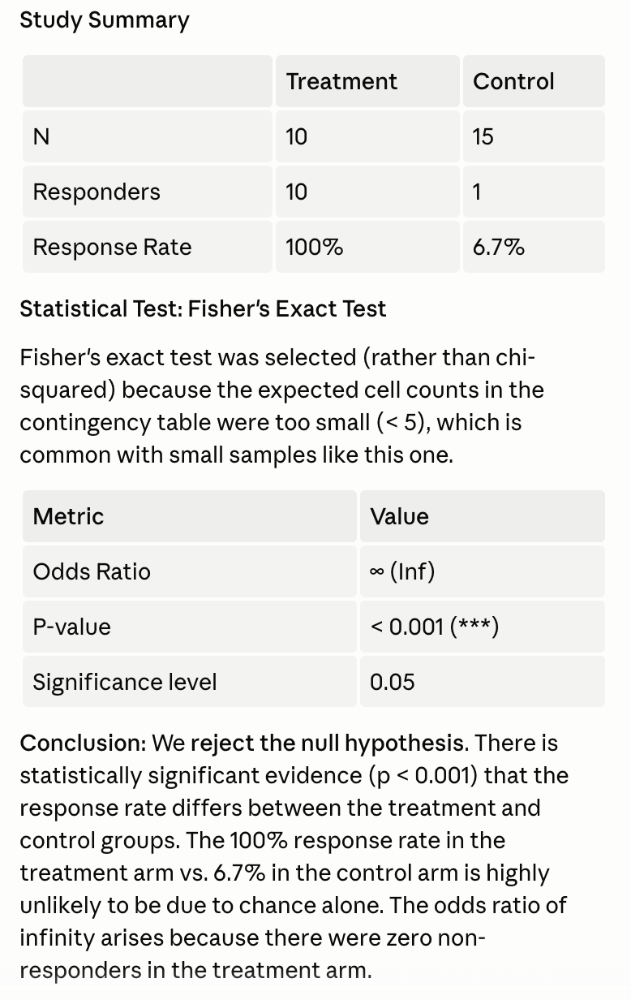 Study Summary
Treatment Control
N 10 15
Responders 10 1
Response Rate 100% 6.7%
Statistical Test: Fisher's Exact Test
Fisher's exact test was selected (rather than chi-
squared) because the expected cell counts in the
contingency table were too small (< 5), which is
common with small samples like this one.
Metric Value
Odds Ratio ∞ (Inf)
P-value < 0.001 (***)
Significance level 0.05
Conclusion: We reject the null hypothesis. There is
statistically significant evidence (p < 0.001) that the
response rate differs between the treatment and
control groups. The 100% response rate in the
treatment arm vs. 6.7% in the control arm is highly
unlikely to be due to chance alone. The odds ratio of
infinity arises because there were zero non-
responders in the treatment arm.